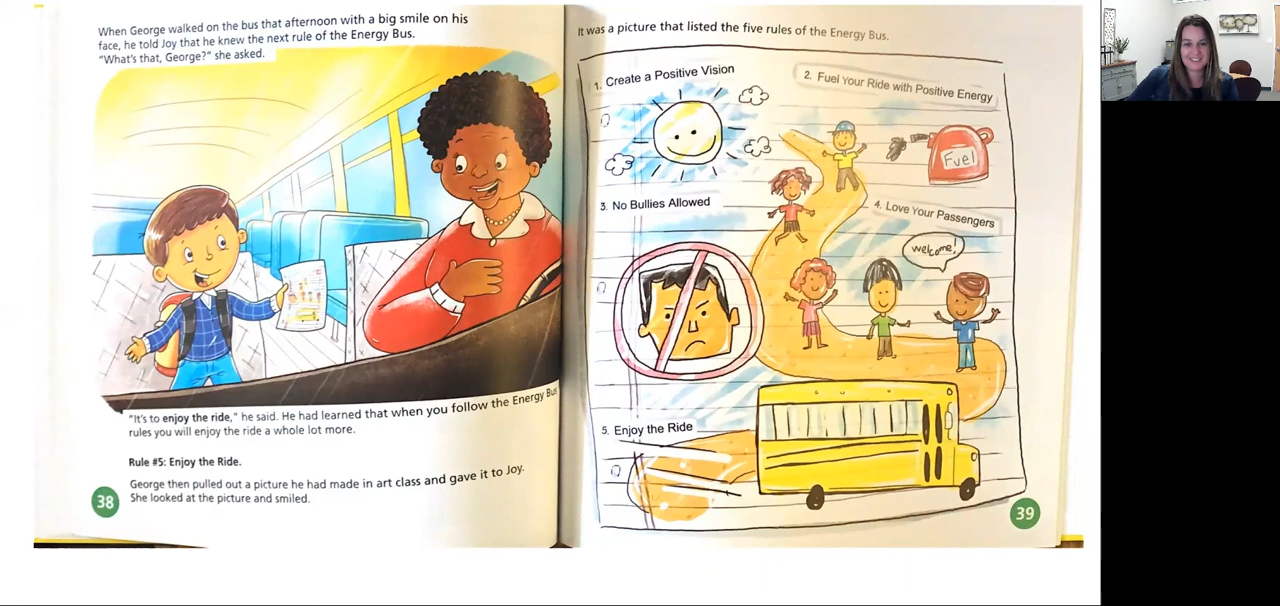 When George walked on the bus that afternoon with a big smile on his
face, he told Joy that he knew the next rule of the Energy Bus.
"What's that, George?" she asked.
"It's to enjoy the ride," he said. He had learned that when you follow the Energy Bus
rules you will enjoy the ride a whole lot more.
Rule #5: Enjoy the Ride.
George then pulled out a picture he had made in art class and gave it to Joy.
She looked at the picture and smiled.
38
It was a picture that listed the five rules of the Energy Bus.
1. Create a Positive Vision
2. Fuel Your Ride with Positive Energy
Fuel
3. No Bullies Allowed
4. Love Your Passengers
welcome!
5. Enjoy the Ride
39